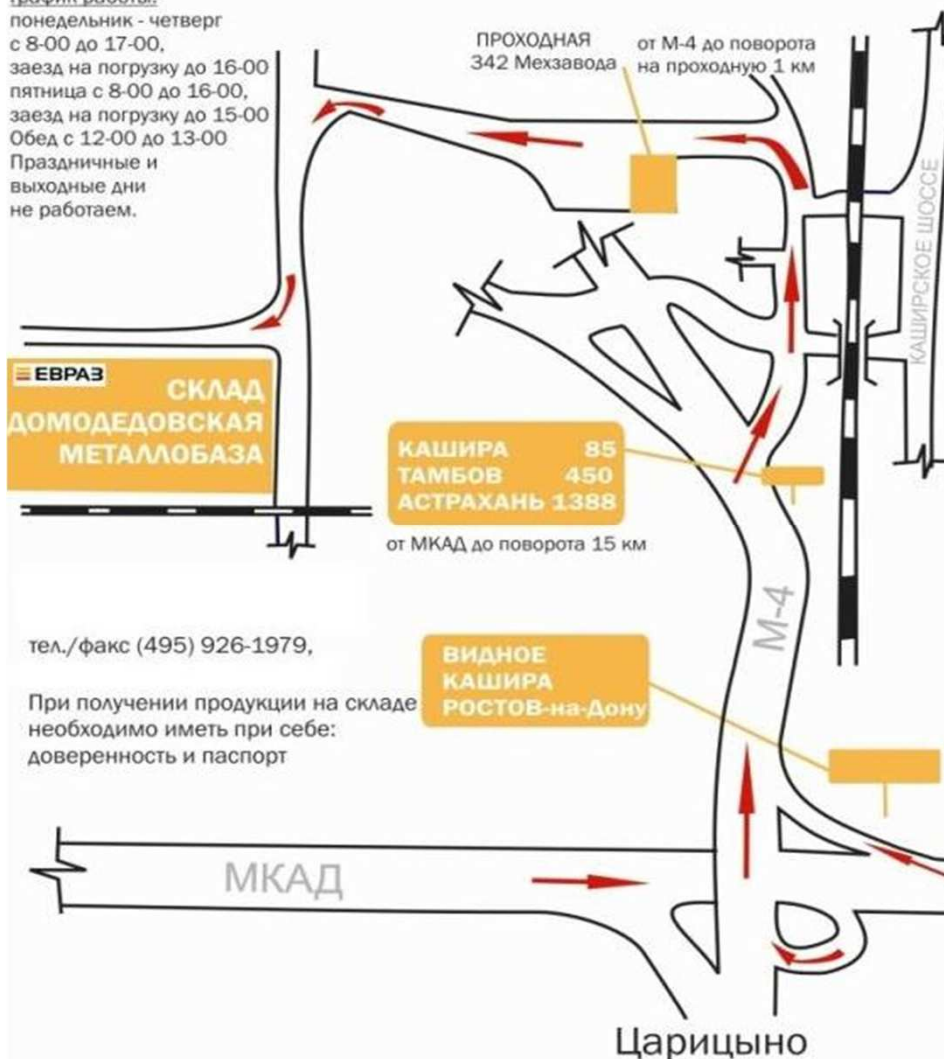 График работы:
понедельник - четверг
с 8-00 до 17-00,
заезд на погрузку до 16-00
пятница с 8-00 до 16-00,
заезд на погрузку до 15-00
Обед с 12-00 до 13-00
Праздничные и
выходные дни
не работаем.
ПРОХОДНАЯ
342 Мехзавода
от М-4 до поворота
на проходную 1 км
КАШИРСКОЕ ШОССЕ
ЕВРАЗ
СКЛАД
ДОМОДЕДОВСКАЯ
МЕТАЛЛОБАЗА
КАШИРА 85
ТАМБОВ 450
АСТРАХАНЬ 1388
от МКАД до поворота 15 км
М-4
тел./факс (495) 926-1979,
При получении продукции на складе
необходимо иметь при себе:
доверенность и паспорт
ВИДНОЕ
КАШИРА
РОСТОВ-на-Дону
МКАД
Царицыно